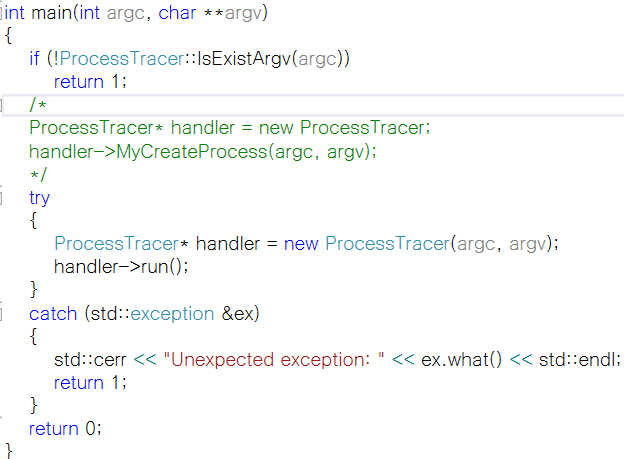 int main(int argc, char **argv)
{
if (!ProcessTracer::IsExistArgv(argc))
return 1;
/*
ProcessTracer* handler = new ProcessTracer;
handler->MyCreateProcess(argc, argv);
*/
try
{
ProcessTracer* handler = new ProcessTracer(argc, argv);
handler->run();
}
catch (std::exception &ex)
{
std::cerr << "Unexpected exception: " << ex.what() << std::endl;
return 1;
}
return 0;
}